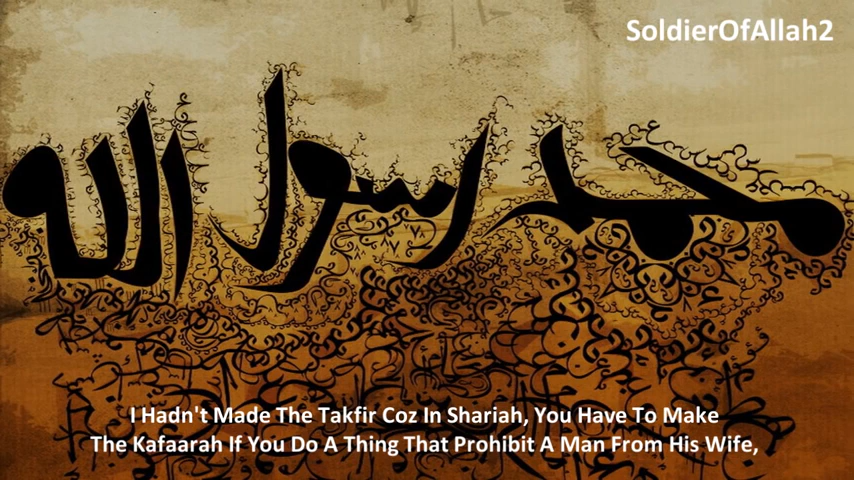 SoldierOfAllah2
محمد رسول الله
I Hadn't Made The Takfir Coz In Shariah, You Have To Make
The Kafaarah If You Do A Thing That Prohibit A Man From His Wife,